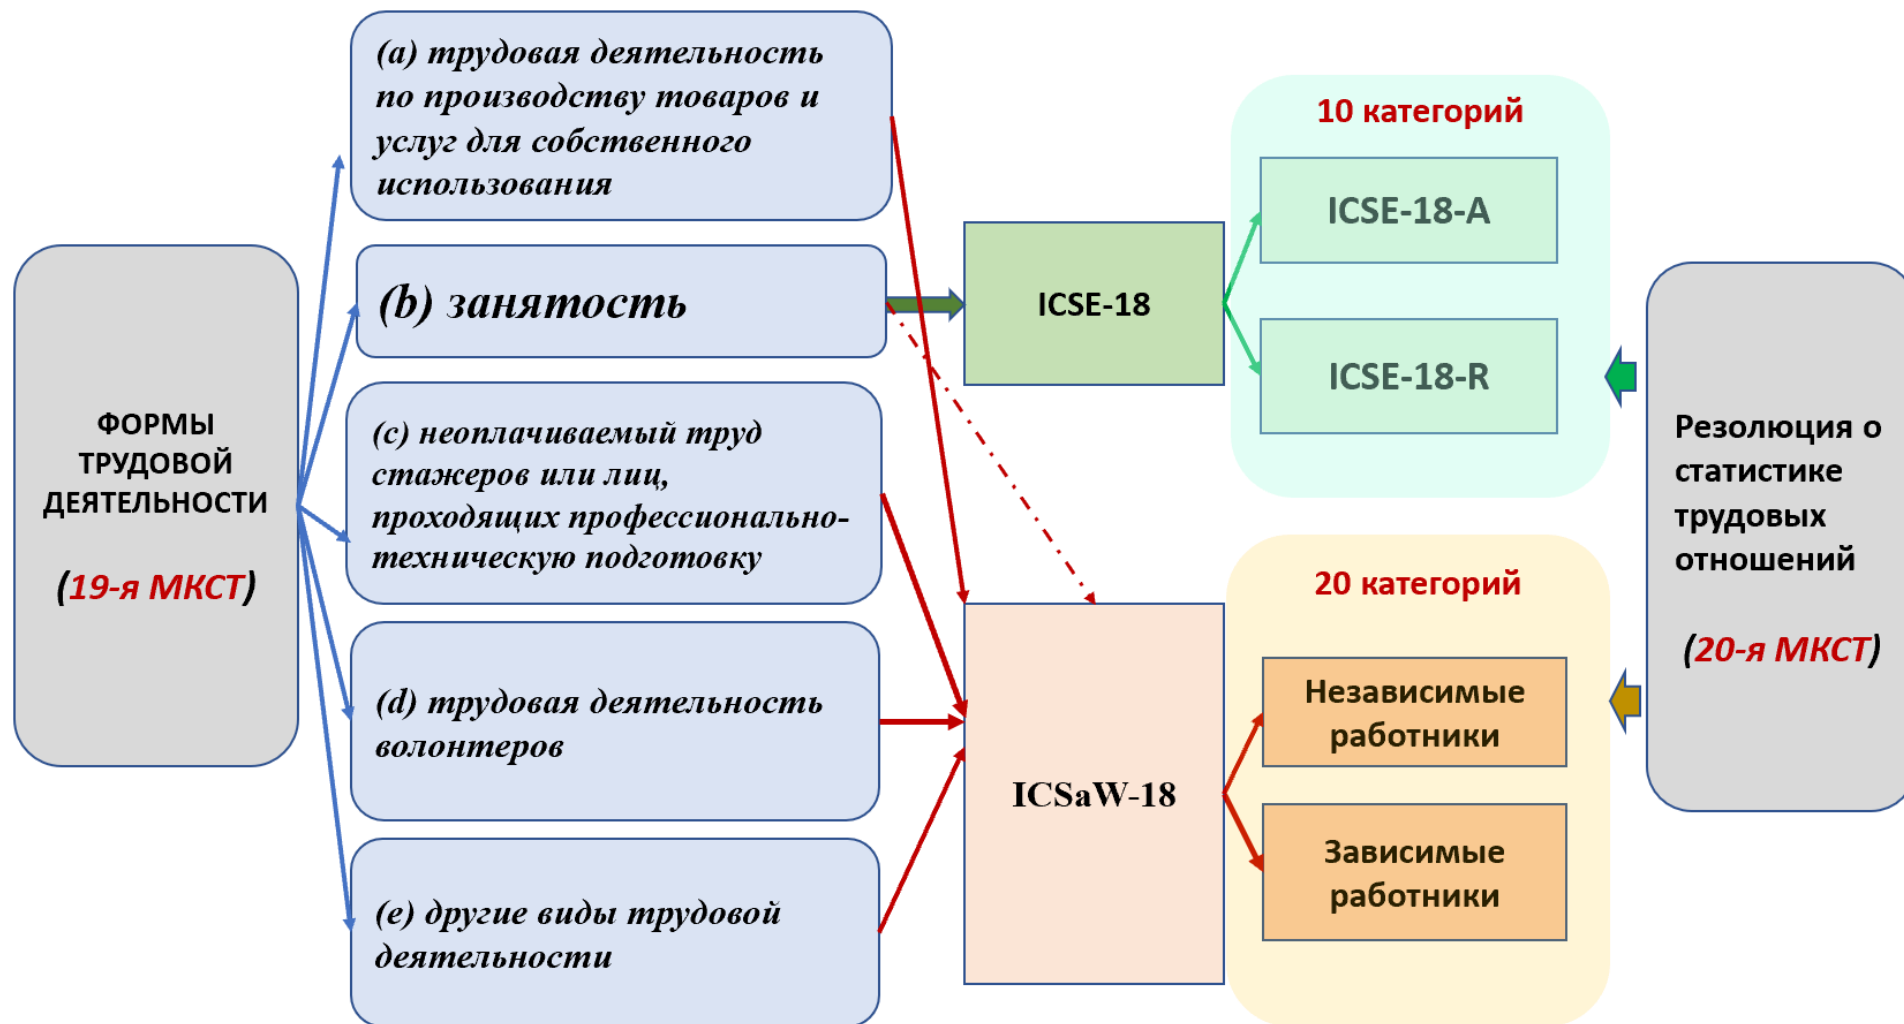 ФОРМЫ
ТРУДОВОЙ
ДЕЯТЕЛЬНОСТИ
(19-я МКСТ)
(a) трудовая деятельность
по производству товаров и
услуг для собственного
использования
(b) занятость
(c) неоплачиваемый труд
стажеров или лиц,
проходящих профессионально-
техническую подготовку
(d) трудовая деятельность
волонтеров
(e) другие виды трудовой
деятельности
ICSE-18
ICSaW-18
10 категорий
ICSE-18-A
ICSE-18-R
20 категорий
Независимые
работники
Зависимые
работники
Резолюция о
статистике
трудовых
отношений
(20-я МКСТ)